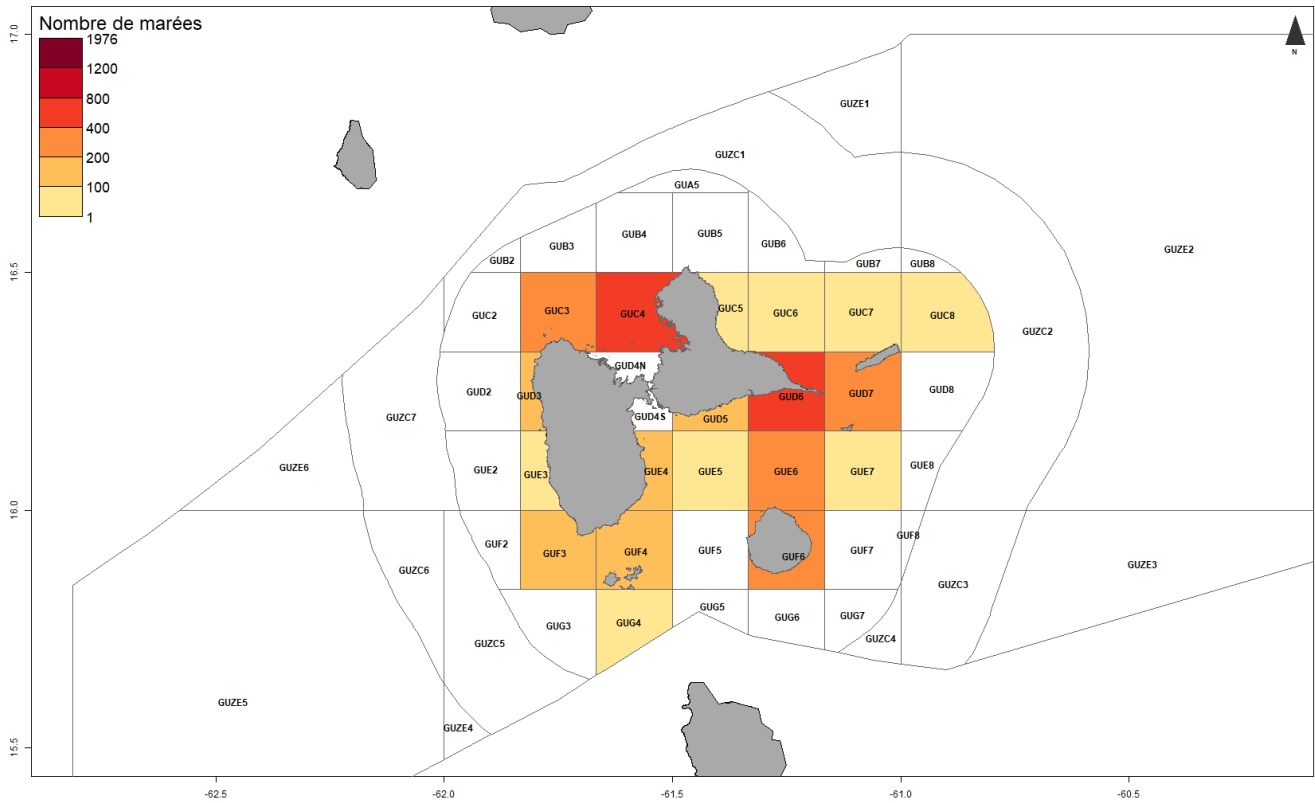 Nombre de marées
1976
1200
800
400
200
100
1
N
17.0
16.5
16.0
15.5
GUZE1
GUZC1
GUA5
GUB2
GUB3
GUB4
GUB5
GUB6
GUB7
GUB8
GUZE2
GUC2
GUC3
GUC4
GUC5
GUC6
GUC7
GUC8
GUZC2
GUD4N
GUZC7
GUD2
GUD3
GUD4S
GUD5
GUD6
GUD7
GUD8
GUZE6
GUE2
GUE3
GUE4
GUE5
GUE6
GUE7
GUE8
GUZC6
GUF2
GUF3
GUF4
GUF5
GUF6
GUF7
GUF8
GUZC3
GUZE3
GUZC5
GUG3
GUG4
GUG5
GUG6
GUG7
GUZC4
GUZE5
GUZE4
-62.5
-62.0
-61.5
-61.0
-60.5